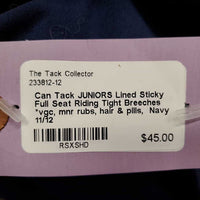 The Tack Collector
233812-12
Can Tack JUNIORS Lined Sticky
Full Seat Riding Tight Breeches
*vgc, mnr rubs, hair & pills, Navy
11/12
RSXSHD
$45.00